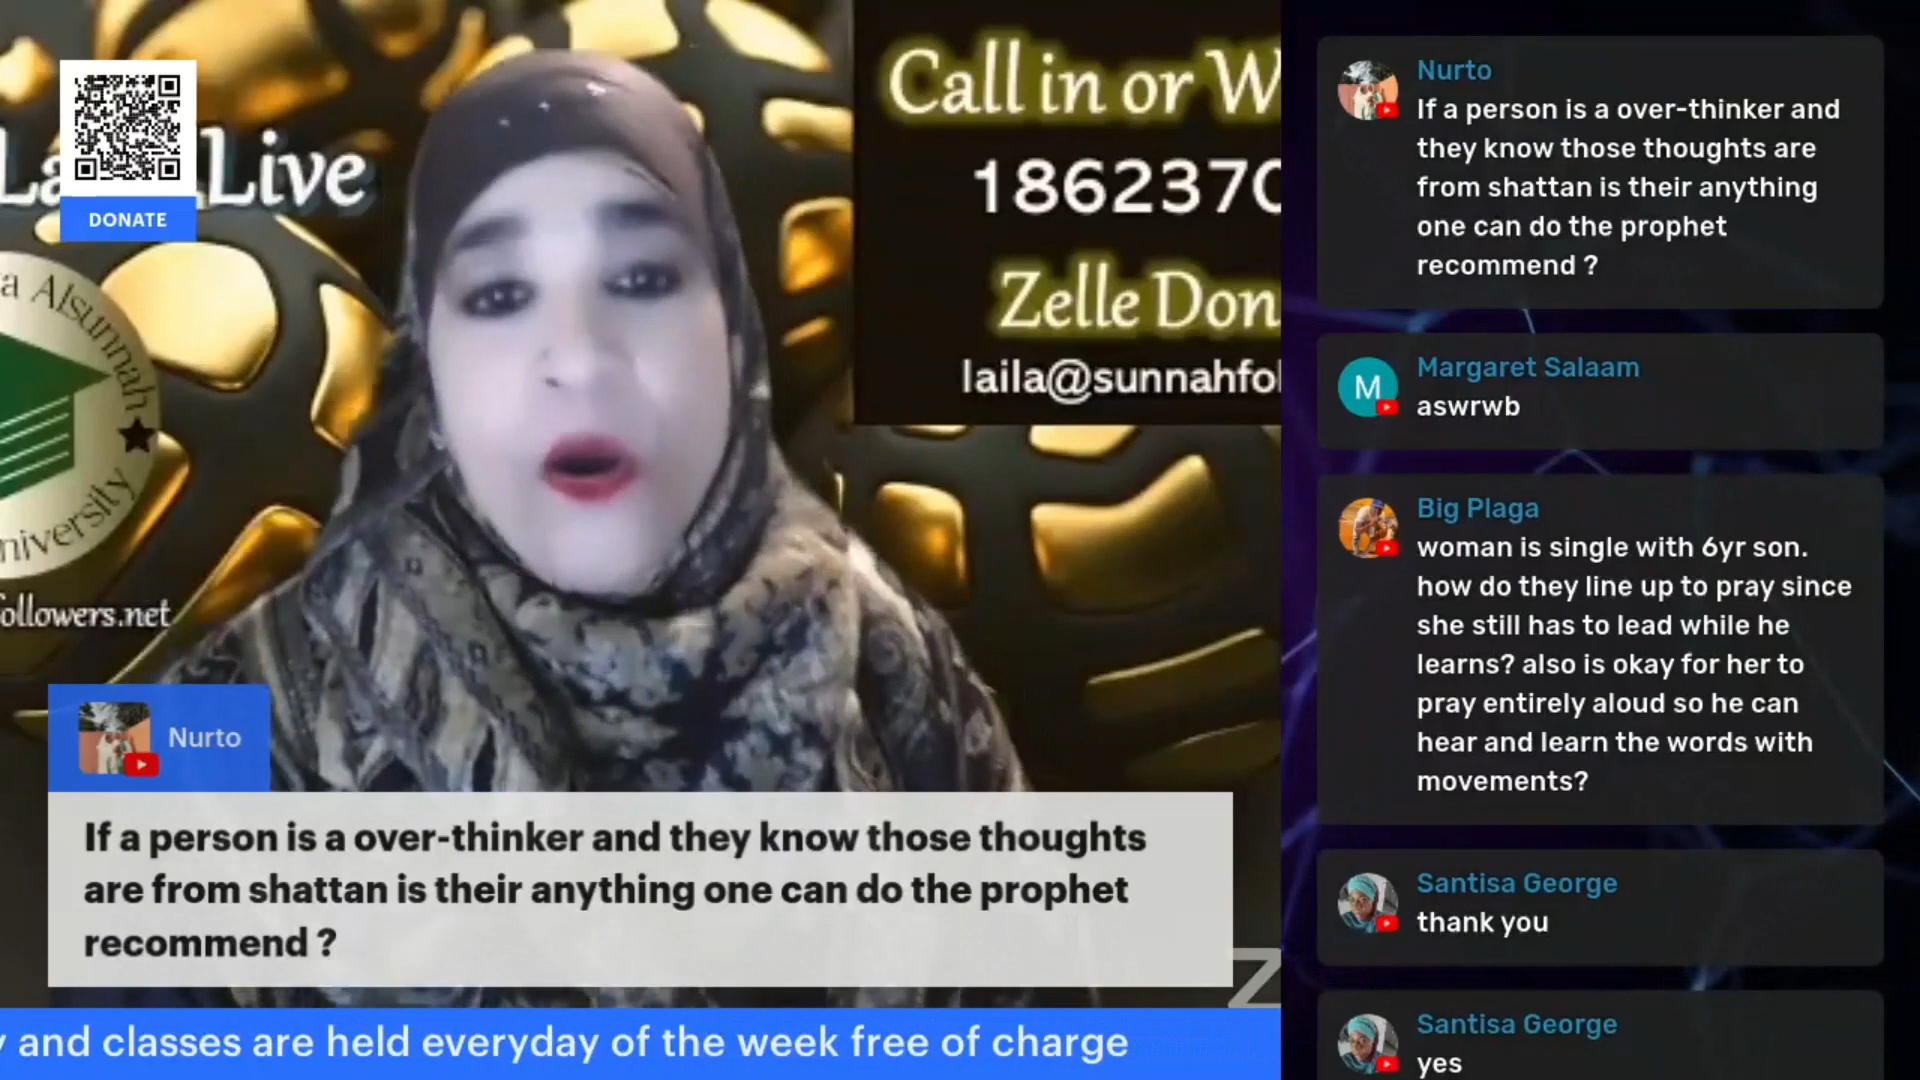 Live
DONATE
a Alsunnah
niversity
ollowers.net
Call in or W
1862370
Zelle Don
laila@sunnahfol
Nurto
If a person is a over-thinker and they know those thoughts
are from shattan is their anything one can do the prophet
recommend ?
Z
and classes are held everyday of the week free of charge
Nurto
If a person is a over-thinker and
they know those thoughts are
from shattan is their anything
one can do the prophet
recommend ?
M
Margaret Salaam
aswrwb
Big Plaga
woman is single with 6yr son.
how do they line up to pray since
she still has to lead while he
learns? also is okay for her to
pray entirely aloud so he can
hear and learn the words with
movements?
Santisa George
thank you
Santisa George
yes